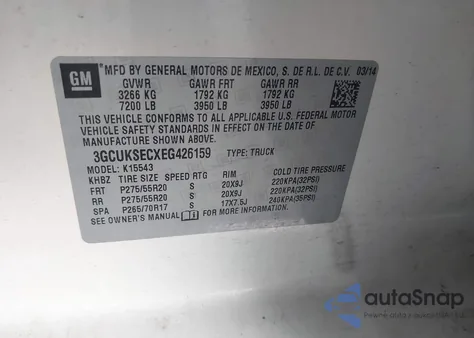 GM
MFD BY GENERAL MOTORS DE MEXICO, S. DE R.L. DE C.V. 03/14
GVWR GAWR FRT GAWR RR
3266 KG 1792 KG 1792 KG
7200 LB 3950 LB 3950 LB
THIS VEHICLE CONFORMS TO ALL APPLICABLE U.S. FEDERAL MOTOR
VEHICLE SAFETY, AND THEFT PREVENTION STANDARDS IN EFFECT ON THE DATE OF
MANUFACTURE SHOWN ABOVE.
3GCUKSECXEG426159 TYPE: TRUCK
MODEL: K15543
KHBZ TIRE SIZE SPEED RTG RIM COLD TIRE PRESSURE
FRT P275/55R20 S 20X9J 220KPA(32PSI)
RR P275/55R20 S 20X9J 220KPA(32PSI)
SPA P265/70R17 S 17X7.5J 240KPA(35PSI)
SEE OWNER'S MANUAL FOR MORE INFORMATION.
autoSnap